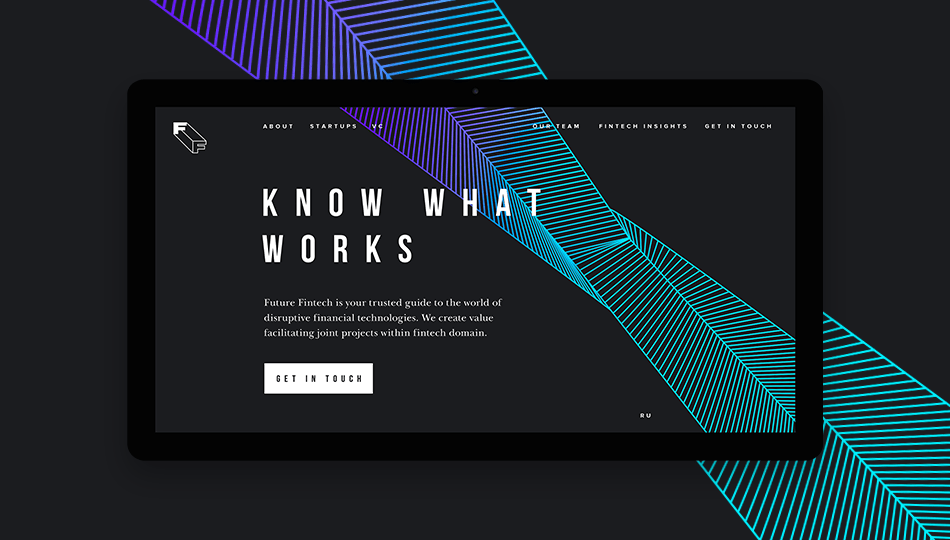 F
F
ABOUT STARTUPS VC OUR TEAM FINTECH INSIGHTS GET IN TOUCH
KNOW WHAT
WORKS
Future Fintech is your trusted guide to the world of
disruptive financial technologies. We create value
facilitating joint projects within fintech domain.
GET IN TOUCH
RU